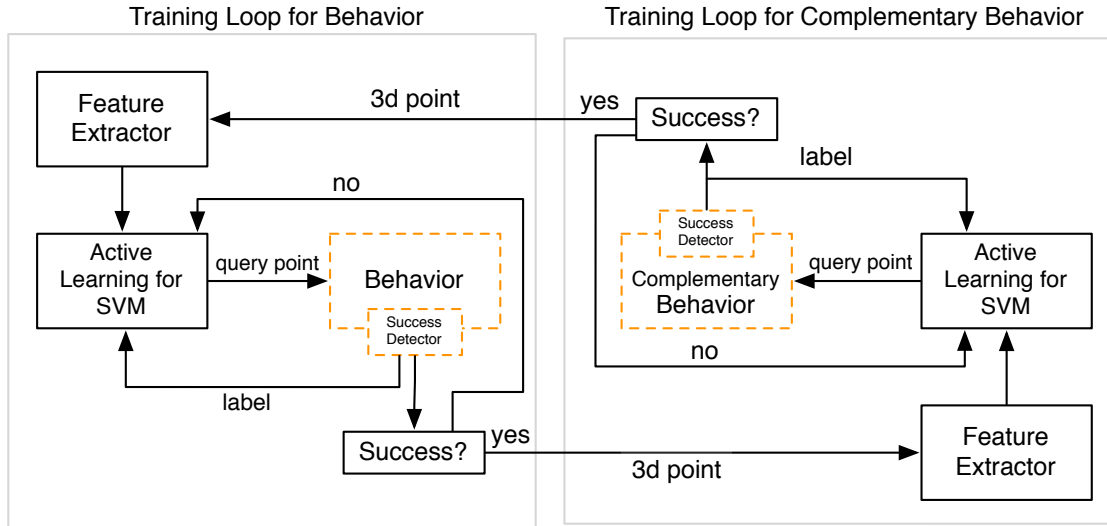 Training Loop for Behavior
Feature
Extractor
3d point
no
Active
Learning for
SVM
query point
Behavior
Success
Detector
label
Success?
yes
3d point
Training Loop for Complementary Behavior
yes
Success?
label
Success
Detector
Complementary
Behavior
query point
Active
Learning for
SVM
no
Feature
Extractor